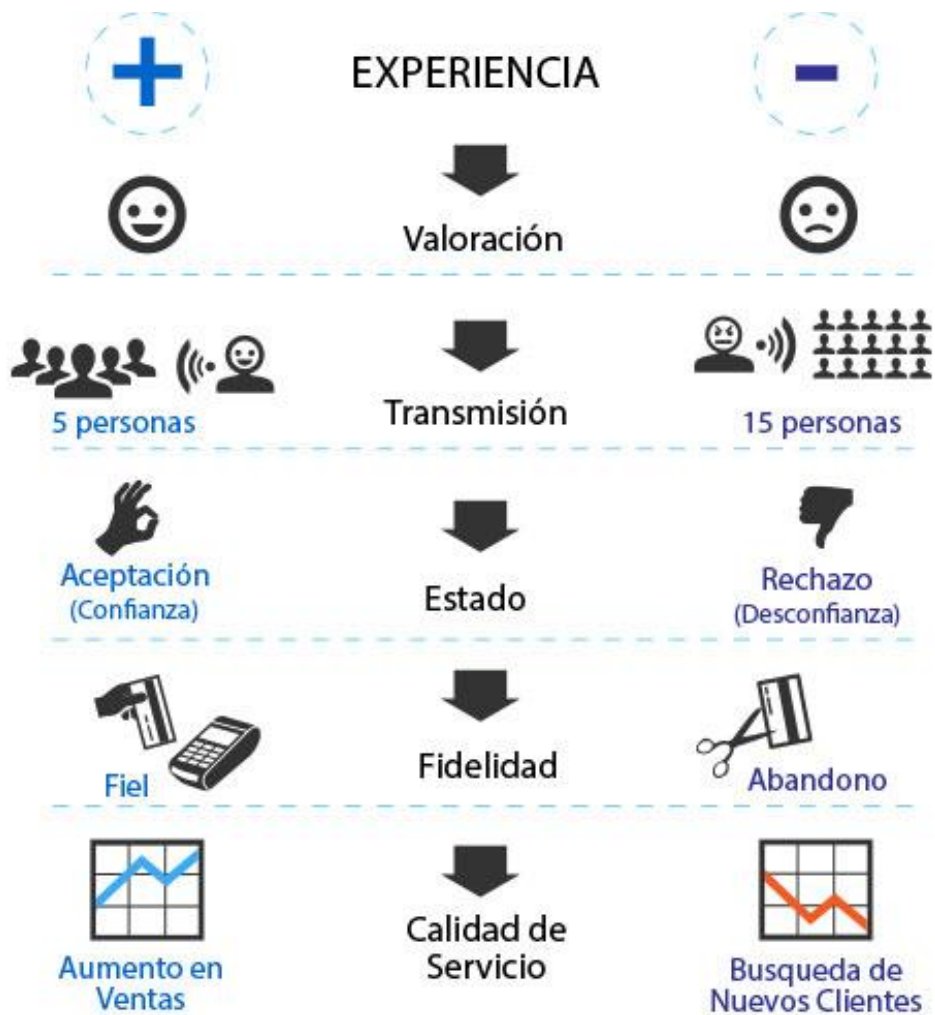 + EXPERIENCIA -
Valoración
5 personas
Transmisión
15 personas
Aceptación
(Confianza)
Estado
Rechazo
(Desconfianza)
Fiel
Fidelidad
Abandono
Aumento en
Ventas
Calidad de
Servicio
Busqueda de
Nuevos Clientes